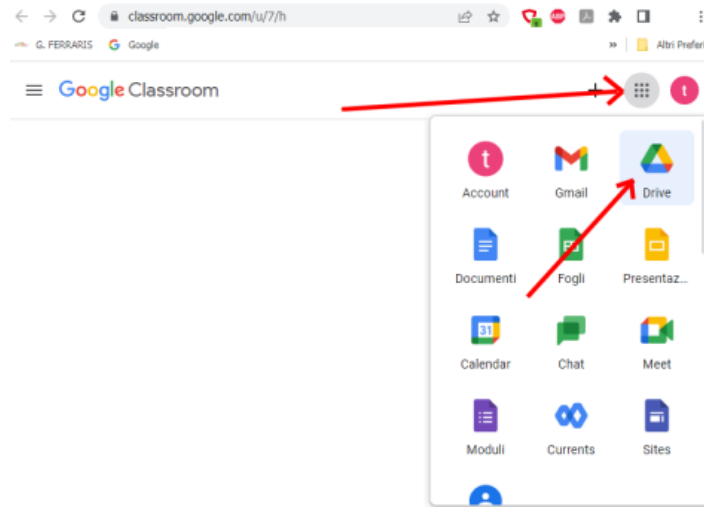 classroom.google.com/u/7/h
G. FERRARIS G Google » Altri Prefer
Google Classroom t
t
Account Gmail Drive
Documenti Fogli Presentaz...
31
Calendar Chat Meet
Moduli Currents Sites